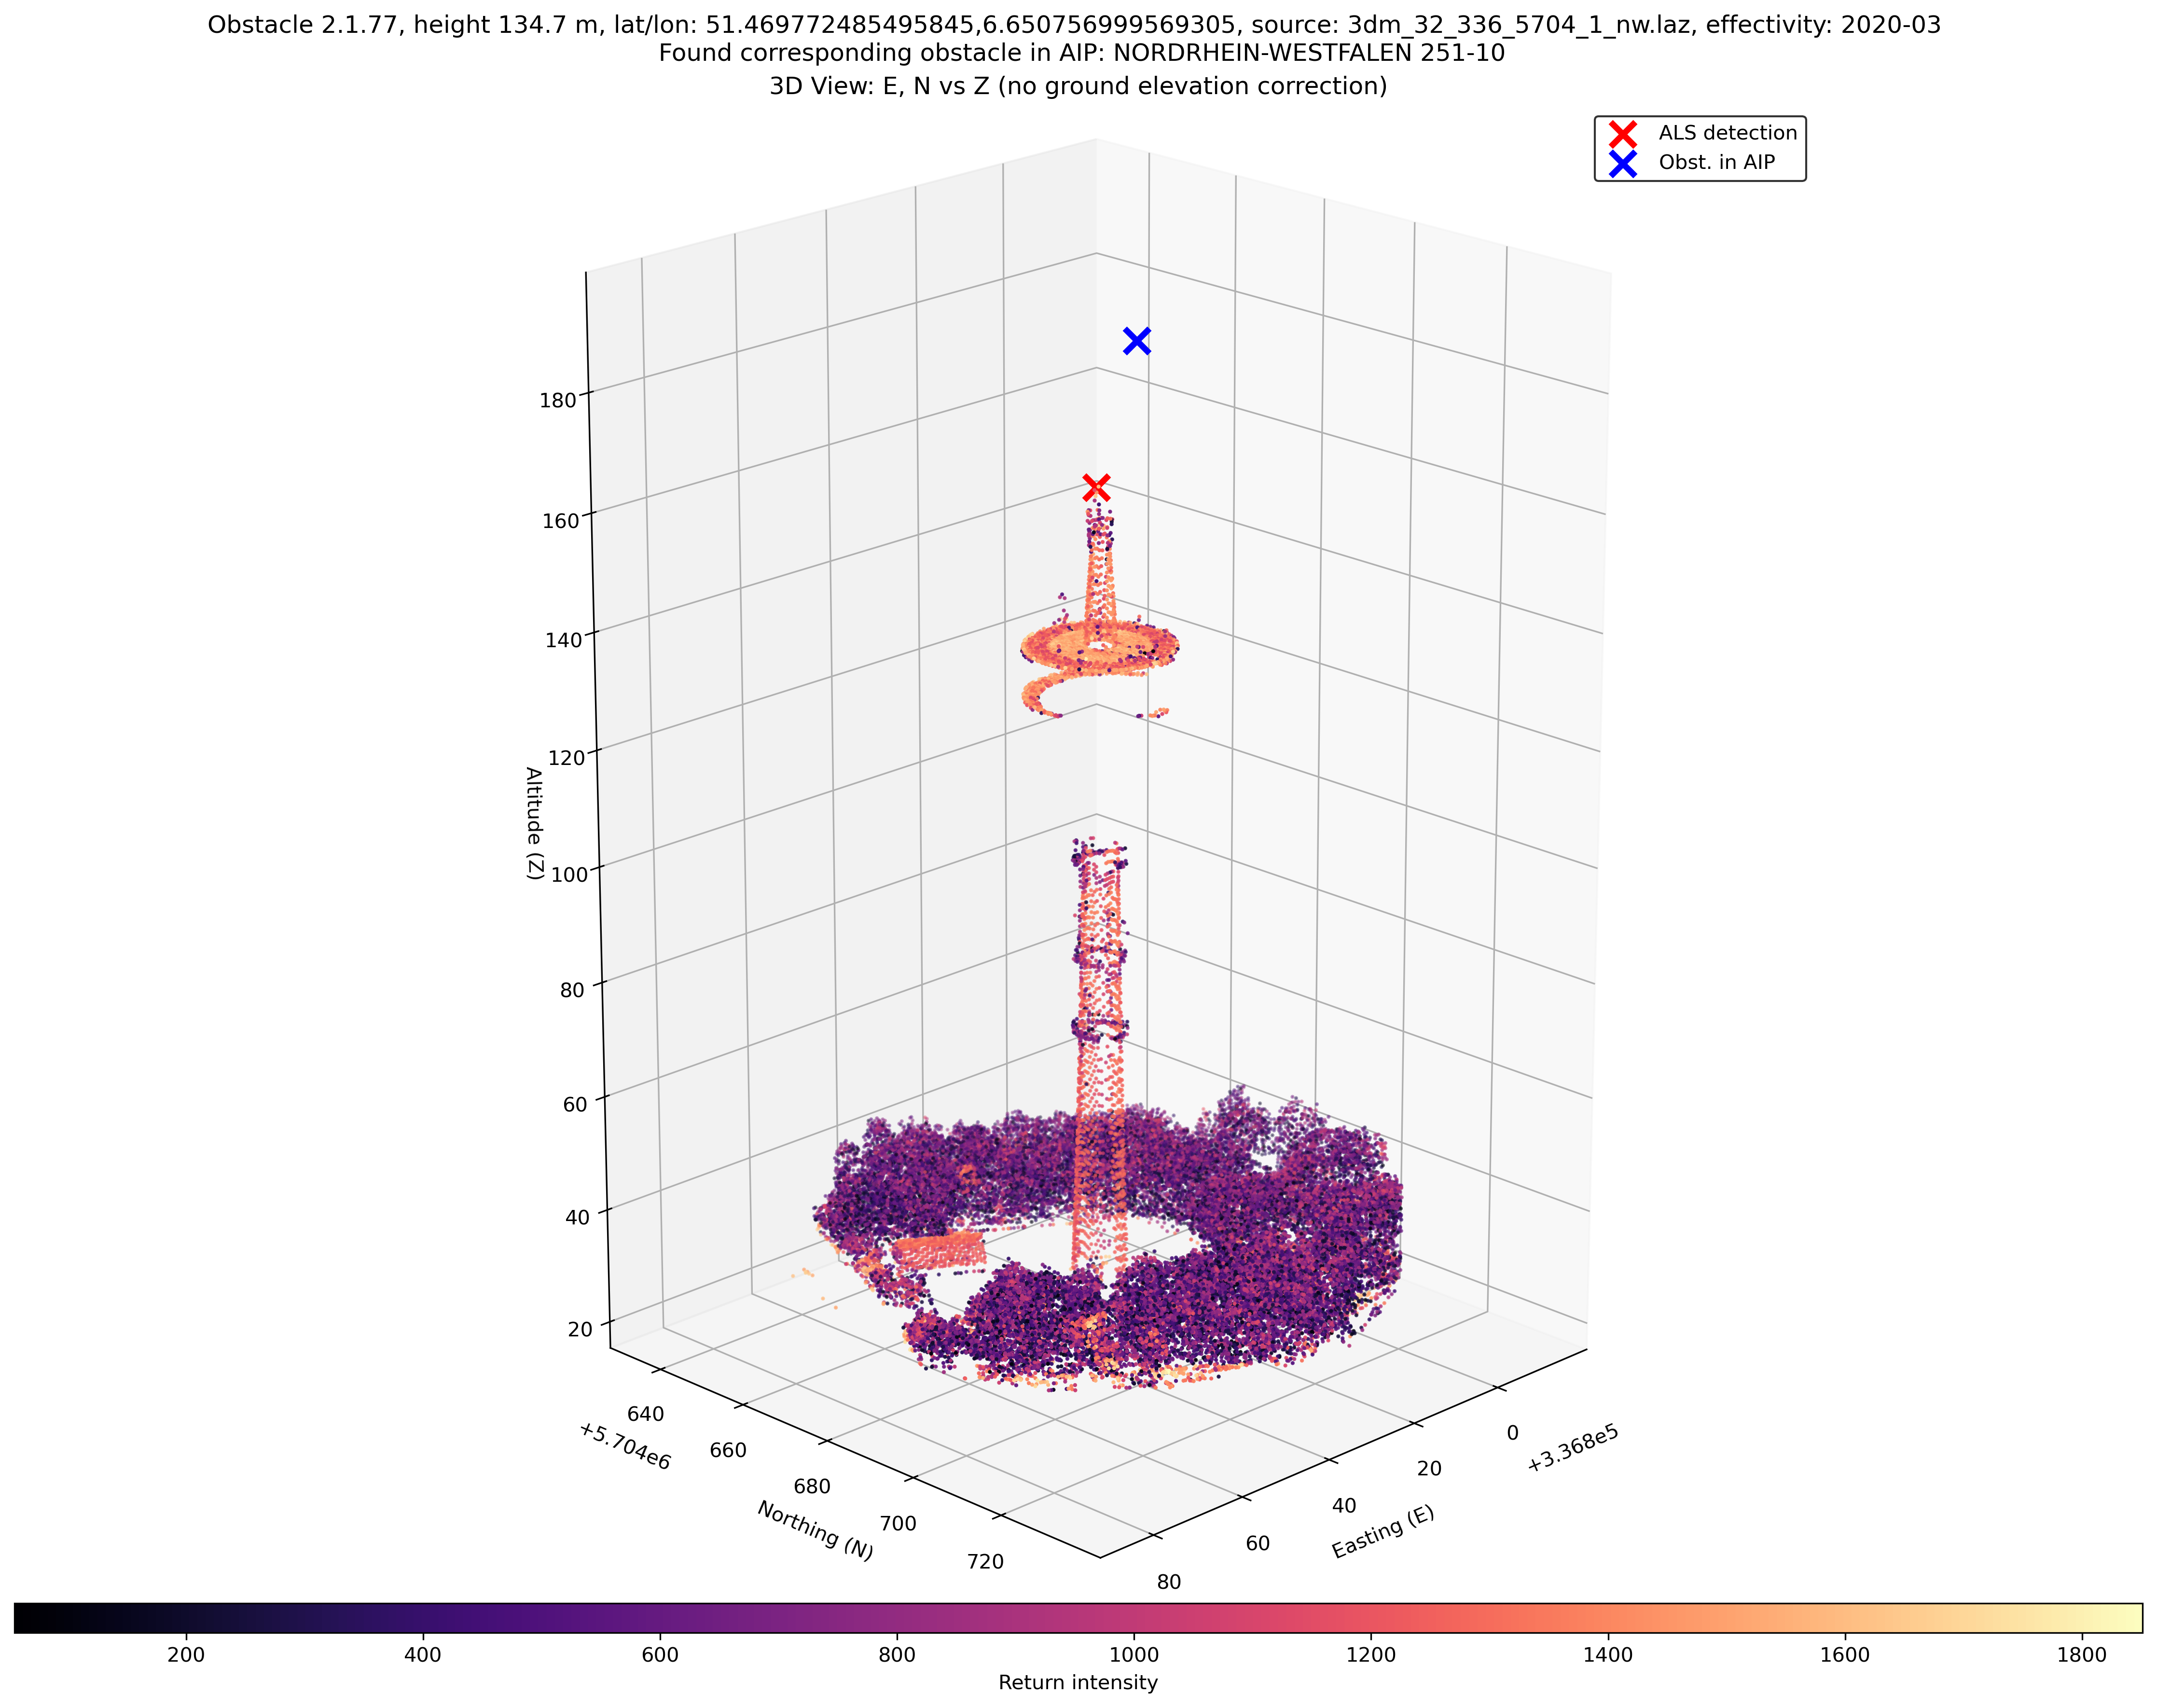 Obstacle 2.1.77, height 134.7 m, lat/lon: 51.469772485495845,6.650756999569305, source: 3dm_32_336_5704_1_nw.laz, effectivity: 2020-03
Found corresponding obstacle in AIP: NORDRHEIN-WESTFALEN 251-10
3D View: E, N vs Z (no ground elevation correction)
ALS detection
Obst. in AIP
180
160
140
120
100
80
60
40
20
Altitude (Z)
640
660
680
700
720
+5.704e6
Northing (N)
0
20
40
60
80
+3.368e5
Easting (E)
200 400 600 800 1000 1200 1400 1600 1800
Return intensity